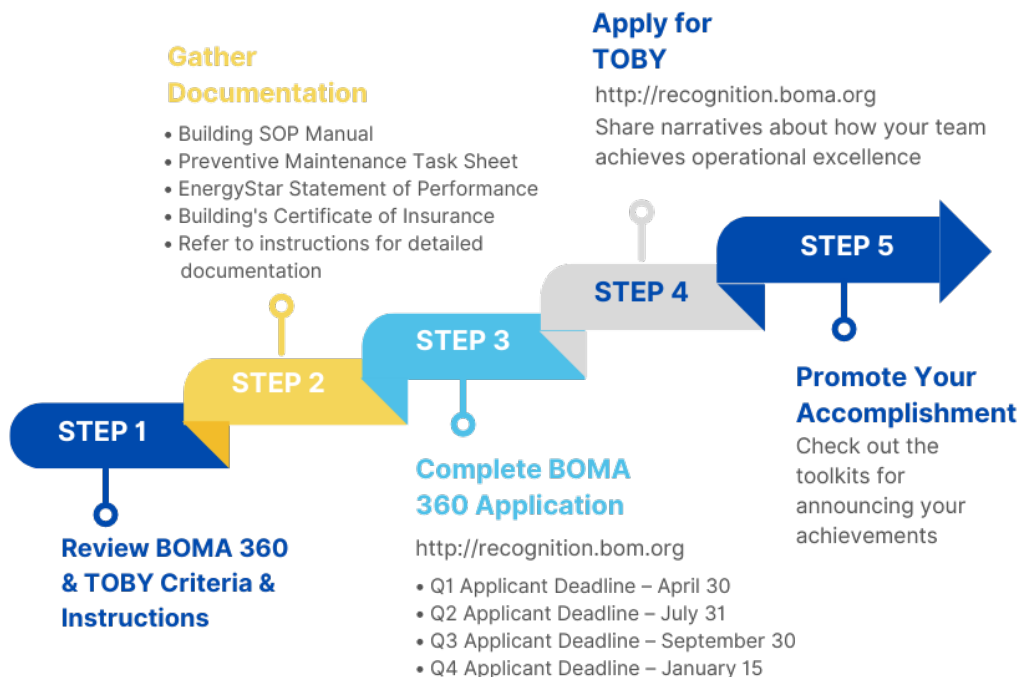 STEP 1
Review BOMA 360
& TOBY Criteria &
Instructions
Gather
Documentation
• Building SOP Manual
• Preventive Maintenance Task Sheet
• EnergyStar Statement of Performance
• Building's Certificate of Insurance
• Refer to instructions for detailed
documentation
STEP 2
STEP 3
Complete BOMA
360 Application
http://recognition.bom.org
• Q1 Applicant Deadline – April 30
• Q2 Applicant Deadline – July 31
• Q3 Applicant Deadline – September 30
• Q4 Applicant Deadline – January 15
Apply for
TOBY
http://recognition.boma.org
Share narratives about how your team
achieves operational excellence
STEP 4
STEP 5
Promote Your
Accomplishment
Check out the
toolkits for
announcing your
achievements